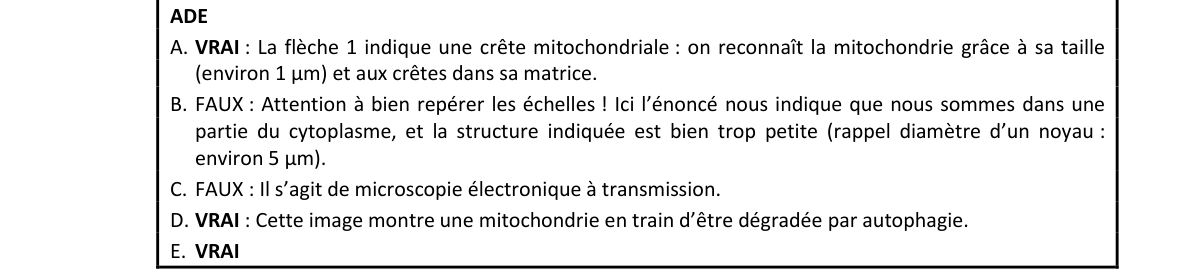 ADE
A. VRAI : La flèche 1 indique une crête mitochondriale : on reconnaît la mitochondrie grâce à sa taille
(environ 1 µm) et aux crêtes dans sa matrice.
B. FAUX : Attention à bien repérer les échelles ! Ici l’énoncé nous indique que nous sommes dans une
partie du cytoplasme, et la structure indiquée est bien trop petite (rappel diamètre d’un noyau :
environ 5 µm).
C. FAUX : Il s’agit de microscopie électronique à transmission.
D. VRAI : Cette image montre une mitochondrie en train d’être dégradée par autophagie.
E. VRAI